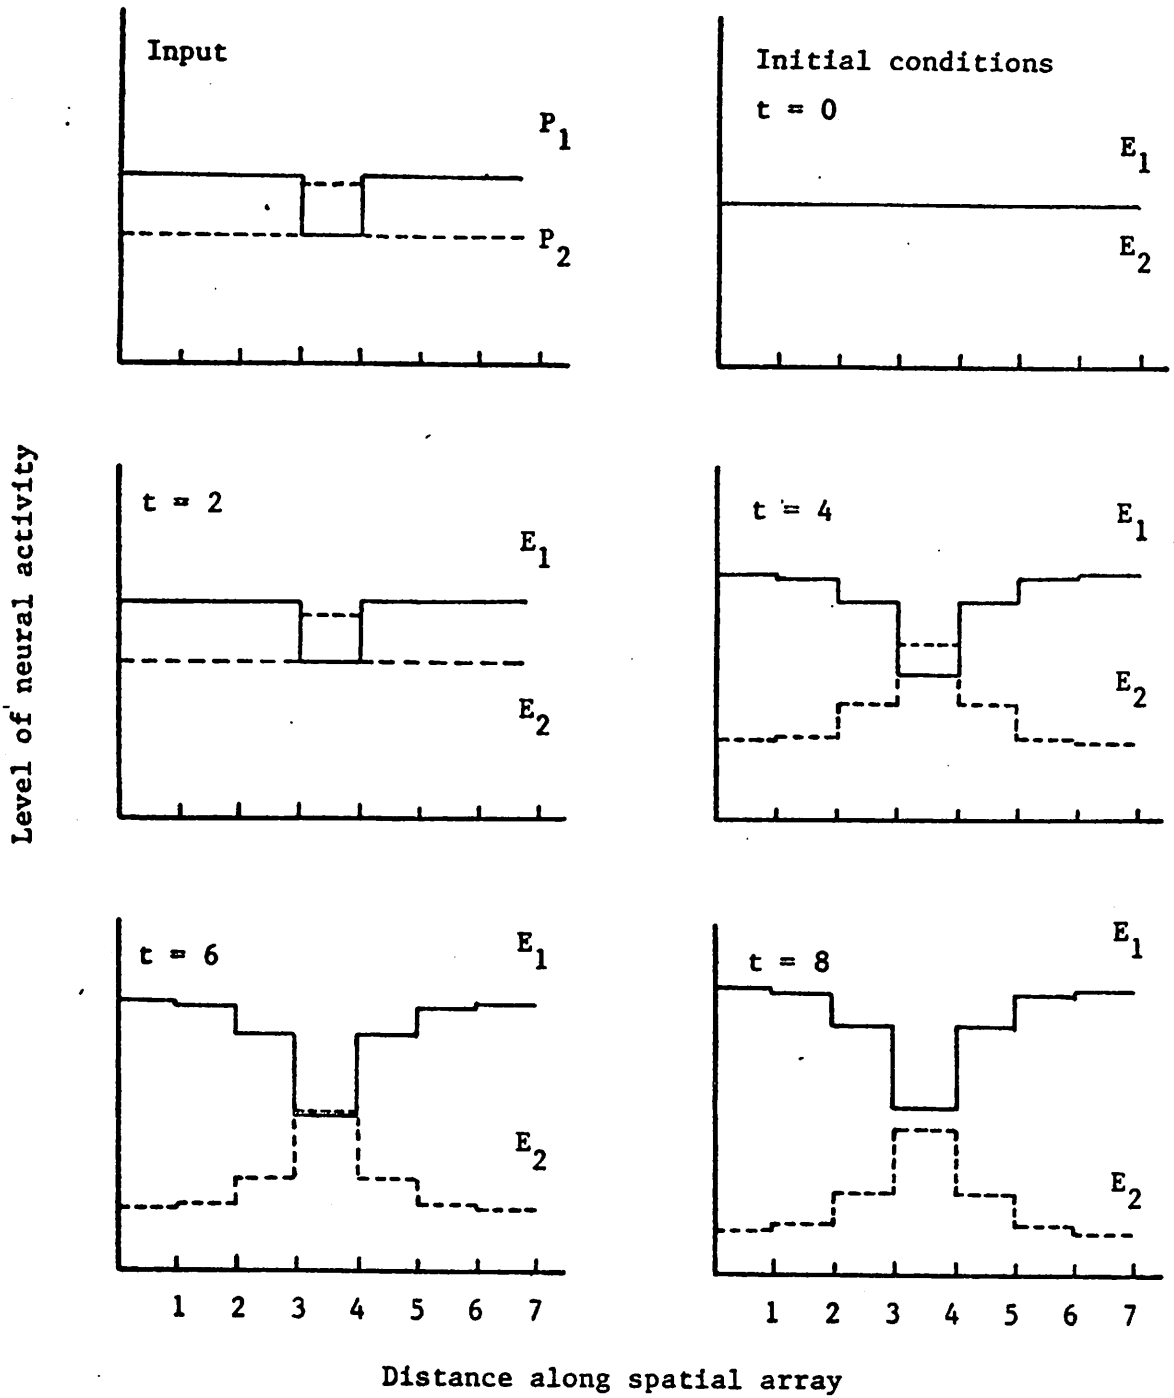 Input
P1
P2
Initial conditions
t = 0
E1
E2
Level of neural activity
t = 2
E1
E2
t = 4
E1
E2
t = 6
E1
E2
1 2 3 4 5 6 7
t = 8
E1
E2
1 2 3 4 5 6 7
Distance along spatial array